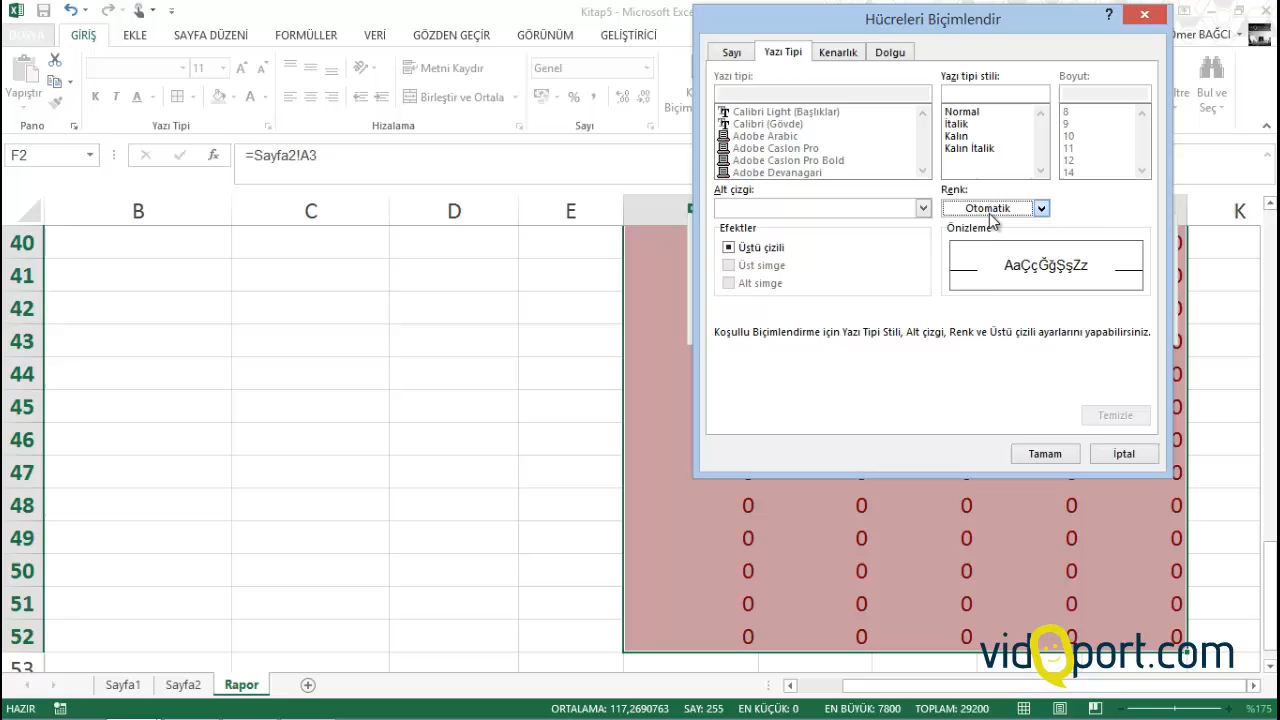 Kitap5 - Microsoft Exce
DOSYA
GİRİŞ
EKLE
SAYFA DÜZENİ
FORMÜLLER
VERİ
GÖZDEN GEÇİR
GÖRÜNÜM
GELİŞTİRİCİ
Ömer BAĞCI
Yapıştır
11
Metni Kaydır
Genel
K T A
Birleştir ve Ortala
Biçim
ltre
Bul ve
Seç
Pano
Yazı Tipi
Hizalama
Sayı
F2
fx
=Sayfa2!A3
B C D E K
40
41
42
43
44
45
46
47
48 0 0 0 0 0
49 0 0 0 0 0
50 0 0 0 0 0
51 0 0 0 0 0
52 0 0 0 0 0
53
Hücreleri Biçimlendir
?
Sayı
Yazı Tipi
Kenarlık
Dolgu
Yazı tipi:
Yazı tipi stili:
Boyut:
Calibri Light (Başlıklar)
Calibri (Gövde)
Adobe Arabic
Adobe Caslon Pro
Adobe Caslon Pro Bold
Adobe Devanagari
Normal
İtalik
Kalın
Kalın İtalik
8
9
10
11
12
14
Alt çizgi:
Renk:
Otomatik
Efektler
Üstü çizili
Üst simge
Alt simge
Önizleme
AaÇçĞğŞşZz
Koşullu Biçimlendirme için Yazı Tipi Stili, Alt çizgi, Renk ve Üstü çizili ayarlarını yapabilirsiniz.
Temizle
Tamam
İptal
vidoport.com
Sayfa1
Sayfa2
Rapor
HAZIR
ORTALAMA: 117,2690763
SAY: 255
EN KÜÇÜK: 0
EN BÜYÜK: 7800
TOPLAM: 29200
%175